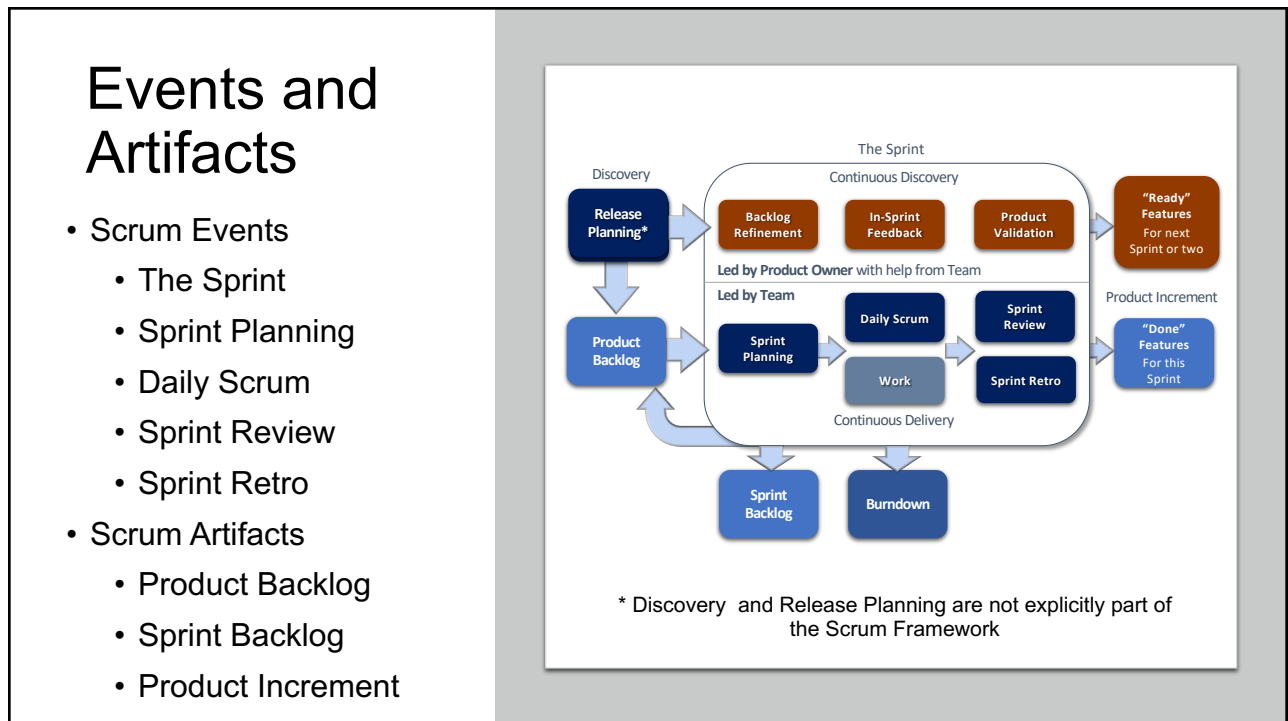 Events and
Artifacts
• Scrum Events
• The Sprint
• Sprint Planning
• Daily Scrum
• Sprint Review
• Sprint Retro
• Scrum Artifacts
• Product Backlog
• Sprint Backlog
• Product Increment
The Sprint
Discovery
Continuous Discovery
Release
Planning*
Backlog
Refinement
In-Sprint
Feedback
Product
Validation
“Ready”
Features
For next
Sprint or two
Led by Product Owner with help from Team
Led by Team
Product Increment
Product
Backlog
Sprint
Planning
Daily Scrum
Work
Sprint
Review
Sprint Retro
“Done”
Features
For this
Sprint
Continuous Delivery
Sprint
Backlog
Burndown
* Discovery and Release Planning are not explicitly part of
the Scrum Framework